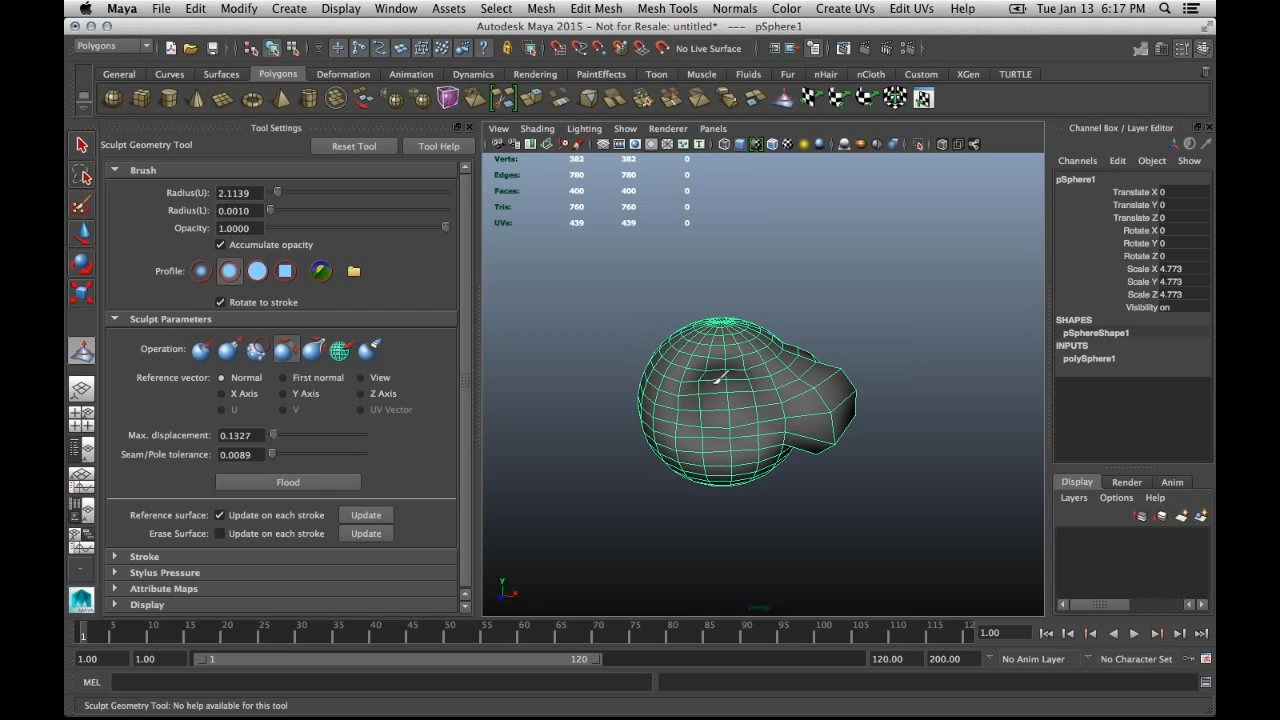 Maya File Edit Modify Create Display Window Assets Select Mesh Edit Mesh Mesh Tools Normals Color Create UVs Edit UVs Help Tue Jan 13 6:17 PM
Autodesk Maya 2015 - Not for Resale: untitled* --- pSphere1
Polygons No Live Surface
General Curves Surfaces Polygons Deformation Animation Dynamics Rendering PaintEffects Toon Muscle Fluids Fur nHair nCloth Custom XGen TURTLE
Tool Settings
Sculpt Geometry Tool Reset Tool Tool Help
Brush
Radius(U): 2.1139
Radius(L): 0.0010
Opacity: 1.0000
Accumulate opacity
Profile:
Rotate to stroke
Sculpt Parameters
Operation:
Reference vector: Normal First normal View
X Axis Y Axis Z Axis
U V UV Vector
Max. displacement: 0.1327
Seam/Pole tolerance: 0.0089
Flood
Reference surface: Update on each stroke Update
Erase Surface: Update on each stroke Update
Stroke
Stylus Pressure
Attribute Maps
Display
View Shading Lighting Show Renderer Panels
Verts: 382 382 0
Edges: 780 780 0
Faces: 400 400 0
Tris: 760 760 0
UVs: 439 439 0
y
x
persp
Channel Box / Layer Editor
Channels Edit Object Show
pSphere1
Translate X 0
Translate Y 0
Translate Z 0
Rotate X 0
Rotate Y 0
Rotate Z 0
Scale X 4.773
Scale Y 4.773
Scale Z 4.773
Visibility on
SHAPES
pSphereShape1
INPUTS
polySphere1
Display Render Anim
Layers Options Help
1 5 10 15 20 25 30 35 40 45 50 55 60 65 70 75 80 85 90 95 100 105 110 115 12 1.00
1.00 1.00 1 120 120.00 200.00 No Anim Layer No Character Set
MEL
Sculpt Geometry Tool: No help available for this tool